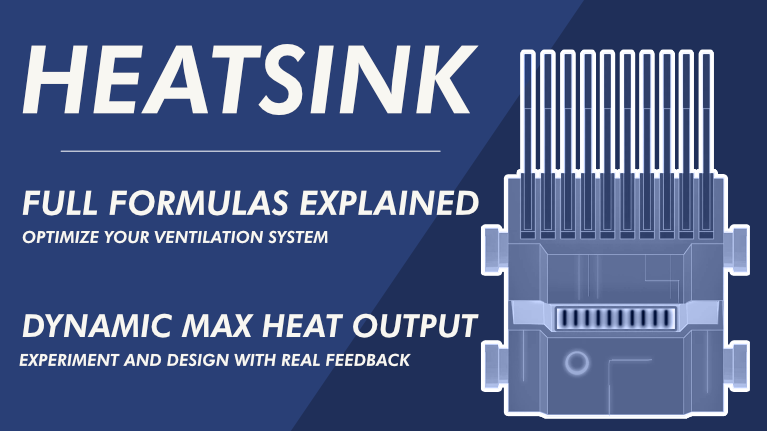 HEATSINK
FULL FORMULAS EXPLAINED
OPTIMIZE YOUR VENTILATION SYSTEM
DYNAMIC MAX HEAT OUTPUT
EXPERIMENT AND DESIGN WITH REAL FEEDBACK